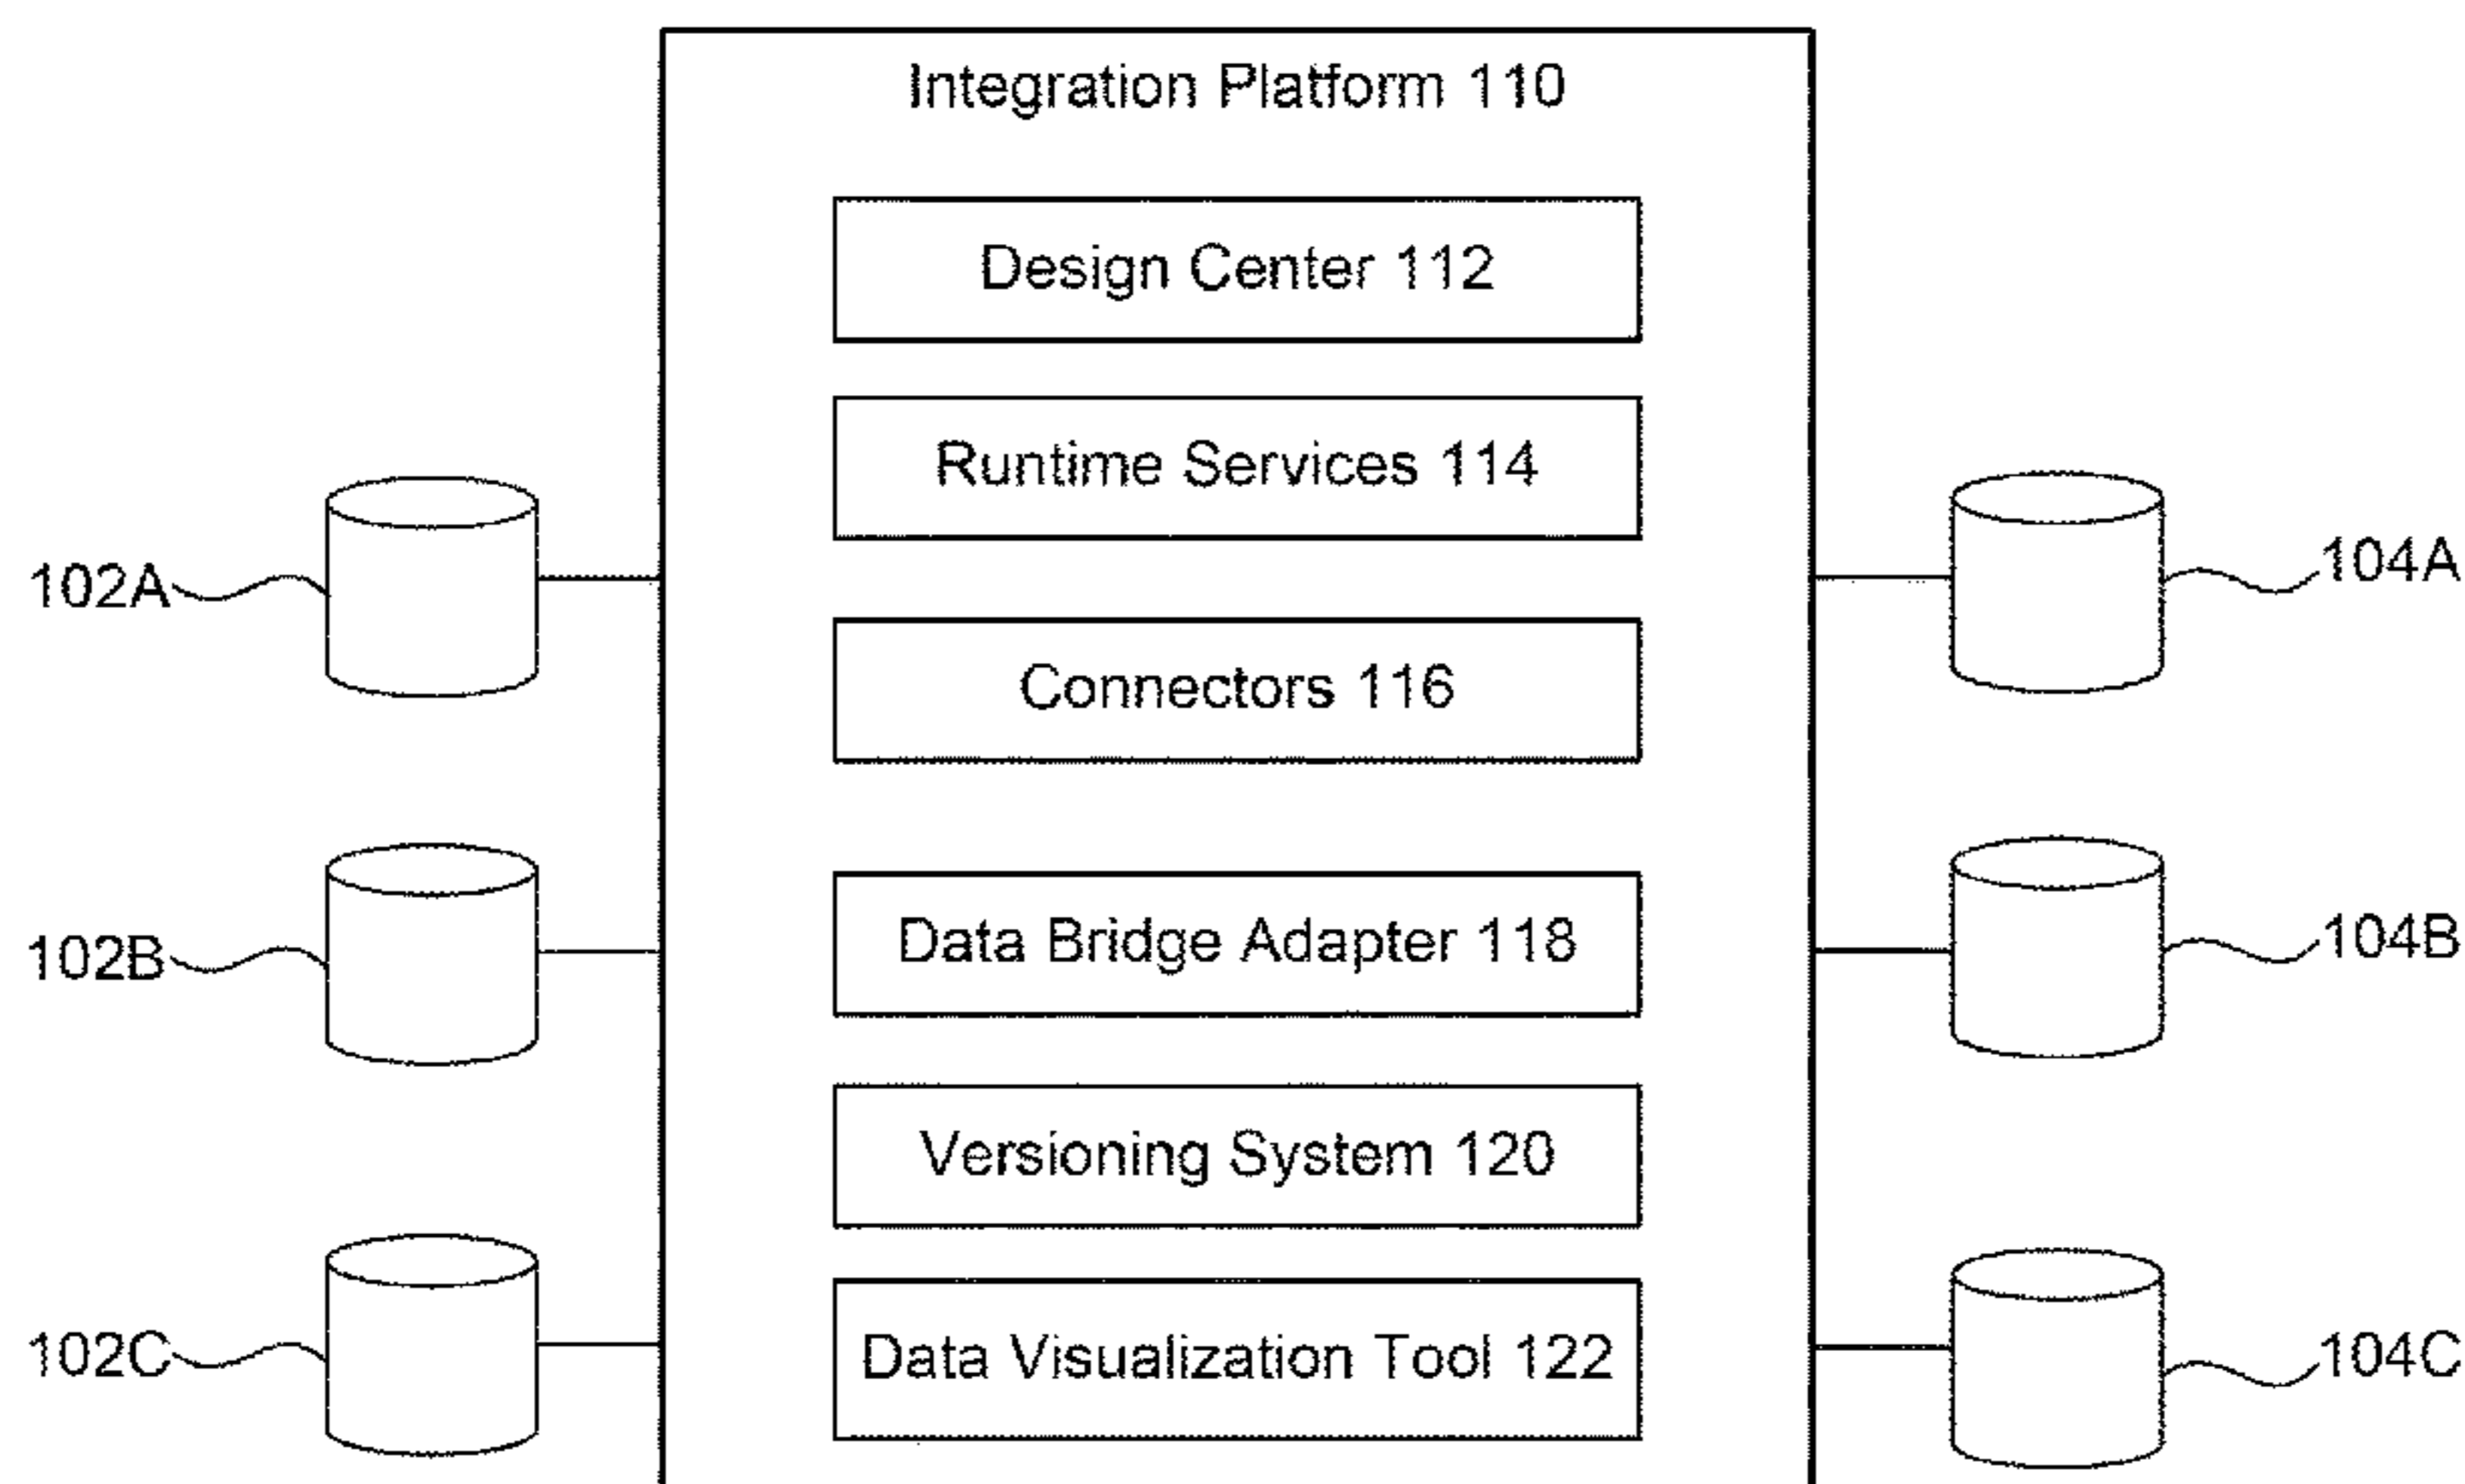 Integration Platform 110
Design Center 112
Runtime Services 114
102A
104A
Connectors 116
102B
Data Bridge Adapter 118
104B
Versioning System 120
102C
Data Visualization Tool 122
104C